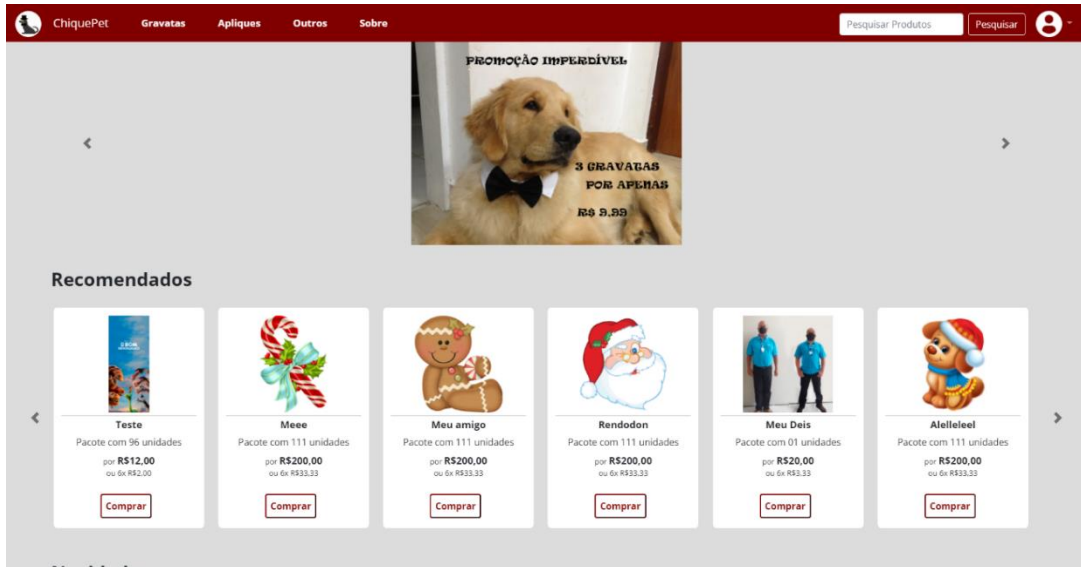 ChiquePet Gravatas Apliques Outros Sobre Pesquisar Produtos Pesquisar
PROMOÇÃO IMPERDÍVEL
3 GRAVATAS
POR APENAS
R$ 9,99
Recomendados
Teste
Pacote com 96 unidades
por R$12,00
ou 6x R$2,00
Comprar
Meee
Pacote com 111 unidades
por R$200,00
ou 6x R$33,33
Comprar
Meu amigo
Pacote com 111 unidades
por R$200,00
ou 6x R$33,33
Comprar
Rendodon
Pacote com 111 unidades
por R$200,00
ou 6x R$33,33
Comprar
Meu Deis
Pacote com 01 unidades
por R$20,00
ou 6x R$3,33
Comprar
Alelleleel
Pacote com 111 unidades
por R$200,00
ou 6x R$33,33
Comprar